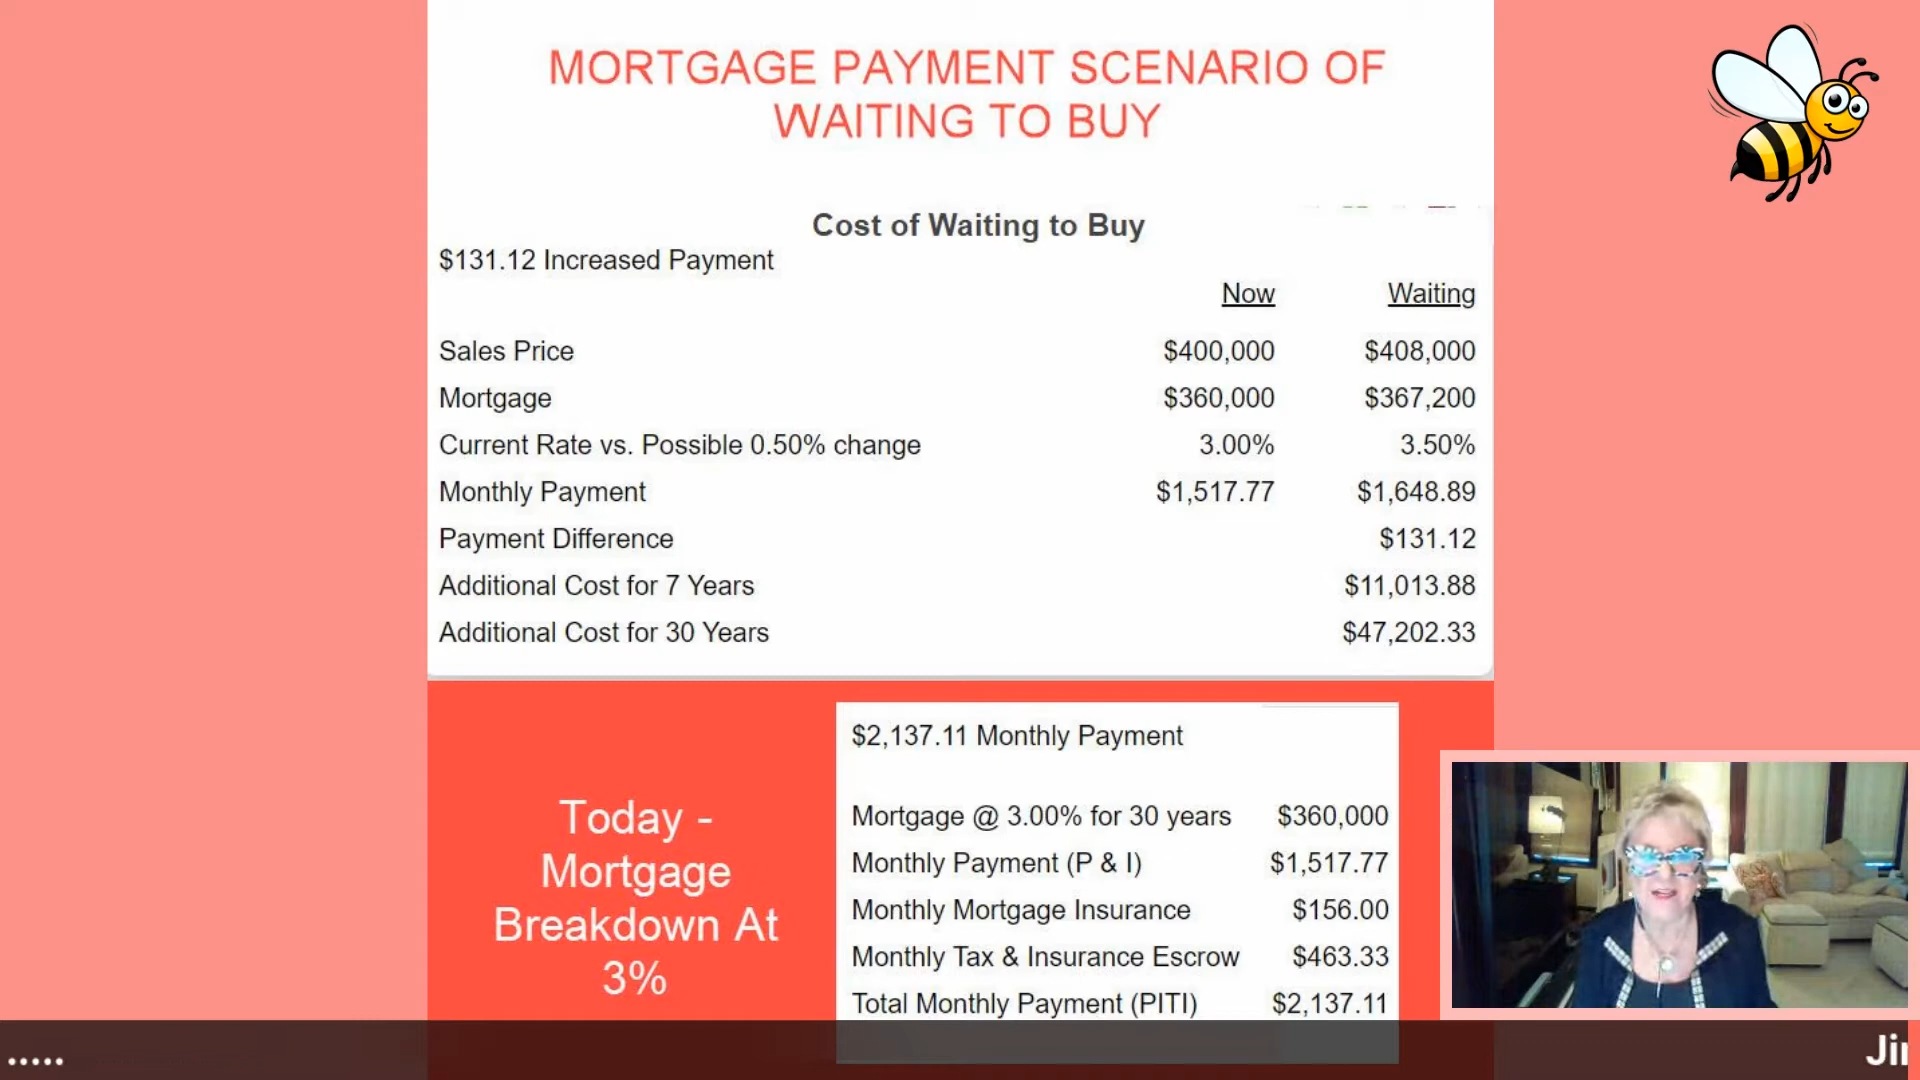 MORTGAGE PAYMENT SCENARIO OF
WAITING TO BUY
Cost of Waiting to Buy
$131.12 Increased Payment
Now Waiting
Sales Price $400,000 $408,000
Mortgage $360,000 $367,200
Current Rate vs. Possible 0.50% change 3.00% 3.50%
Monthly Payment $1,517.77 $1,648.89
Payment Difference $131.12
Additional Cost for 7 Years $11,013.88
Additional Cost for 30 Years $47,202.33
Today -
Mortgage
Breakdown At
3%
$2,137.11 Monthly Payment
Mortgage @ 3.00% for 30 years $360,000
Monthly Payment (P & I) $1,517.77
Monthly Mortgage Insurance $156.00
Monthly Tax & Insurance Escrow $463.33
Total Monthly Payment (PITI) $2,137.11
.....